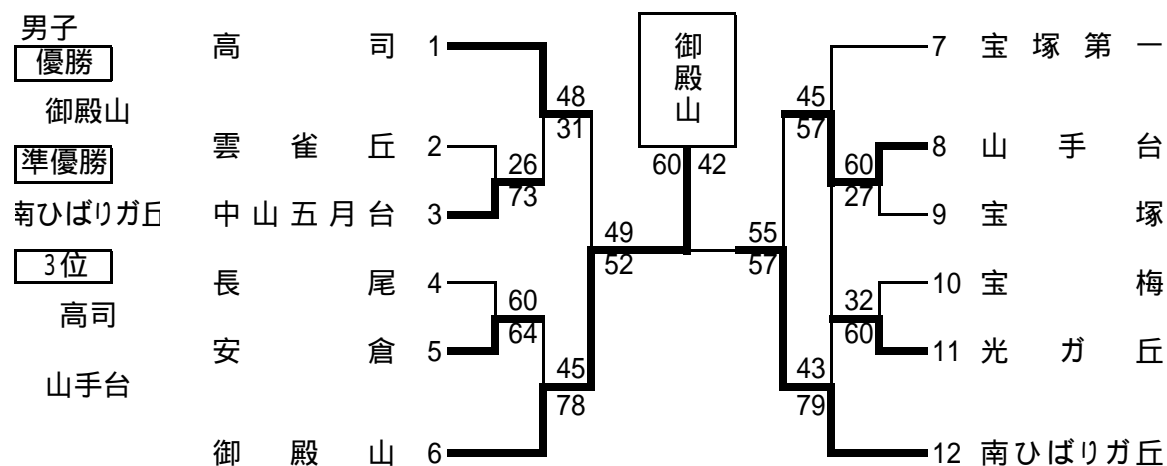 男子
優勝
御殿山
準優勝
南ひばりガ丘
3位
高司
山手台
高司 1
雲雀丘 2
中山五月台 3
長尾 4
安倉 5
御殿山 6
48
31
26
73
49
52
60
64
45
78
御殿山
60 42
45
57
60
27
55
57
32
60
43
79
7 宝塚第一
8 山手台
9 宝塚
10 宝梅
11 光ガ丘
12 南ひばりガ丘